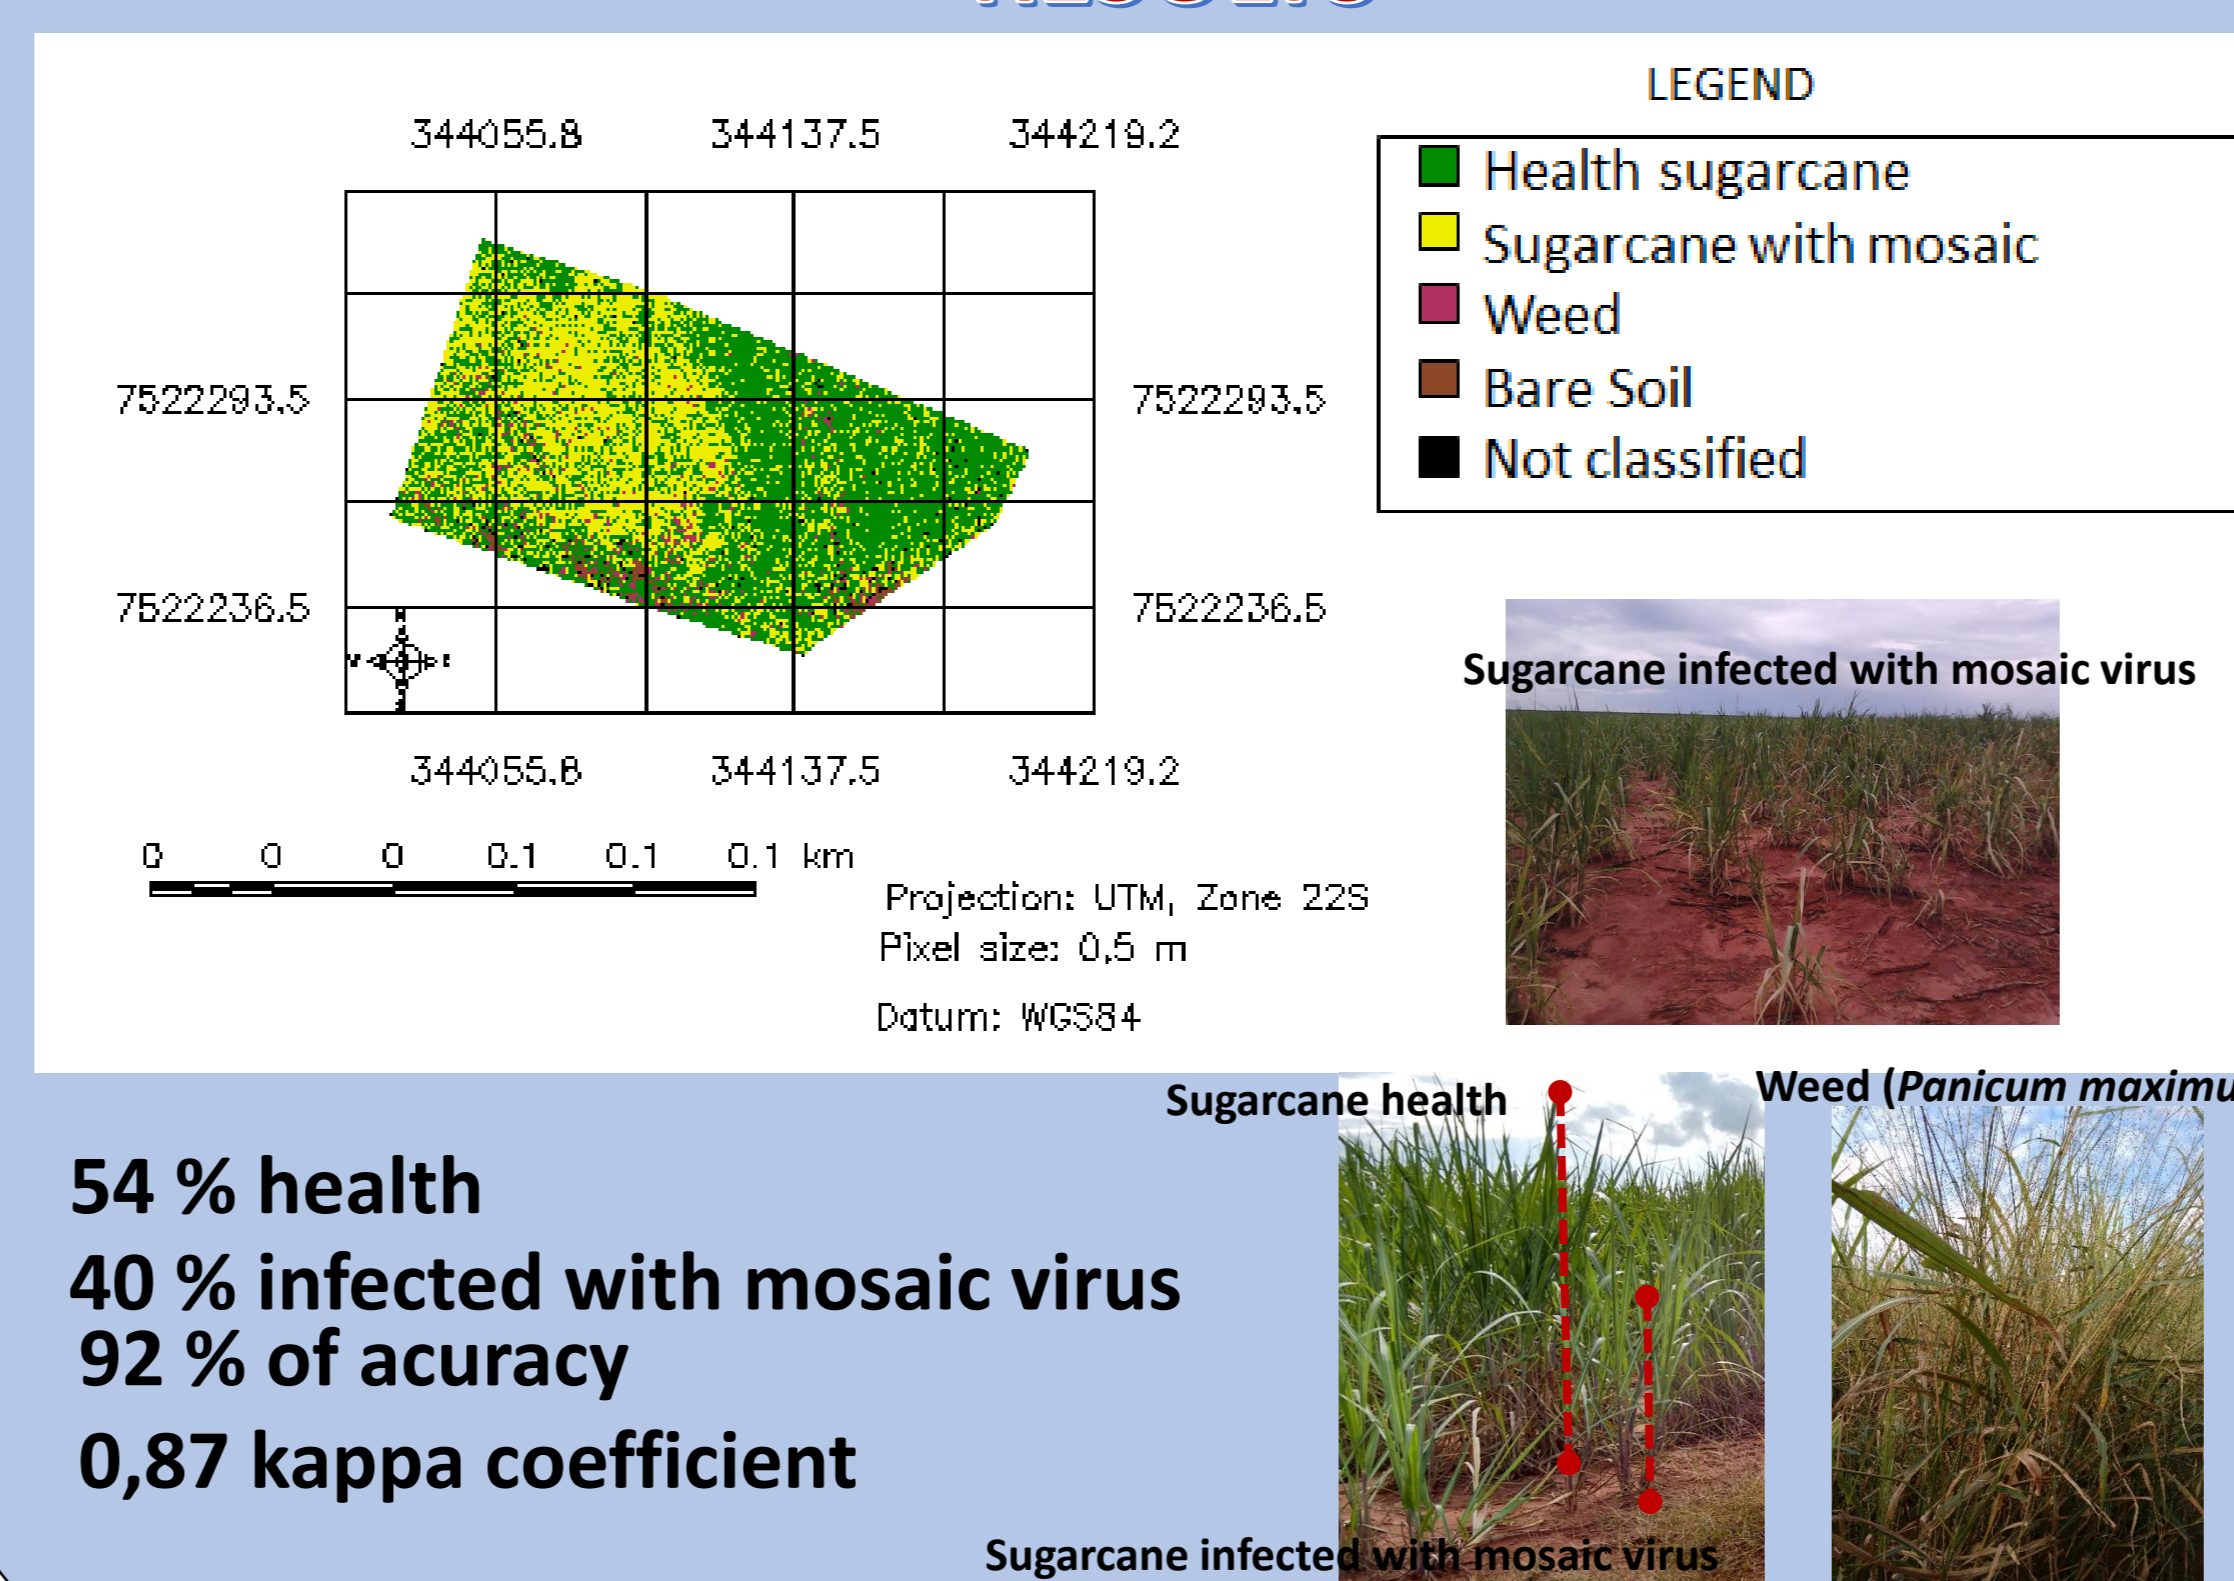 344055.8 344137.5 344219.2
7522293.5 7522293.5
7522236.5 7522236.5
344055.8 344137.5 344219.2
0 0 0 0.1 0.1 0.1 km
Projection: UTM, Zone 22S
Pixel size: 0,5 m
Datum: WGS84
LEGEND
Health sugarcane
Sugarcane with mosaic
Weed
Bare Soil
Not classified
Sugarcane infected with mosaic virus
Sugarcane health
Weed (Panicum maximu
54 % health
40 % infected with mosaic virus
92 % of acuracy
0,87 kappa coefficient
Sugarcane infected with mosaic virus